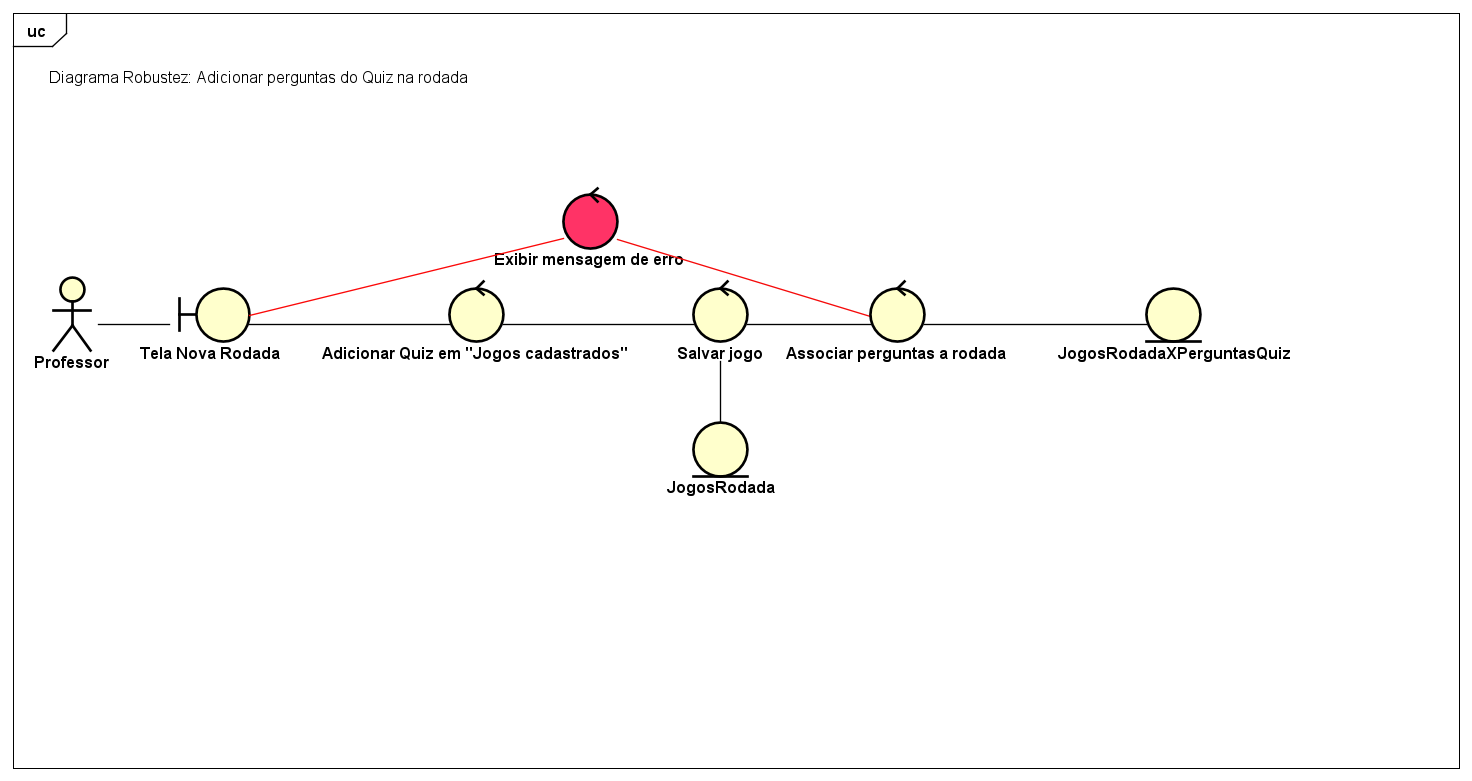 uc
Diagrama Robustez: Adicionar perguntas do Quiz na rodada
Exibir mensagem de erro
Professor
Tela Nova Rodada
Adicionar Quiz em "Jogos cadastrados"
Salvar jogo
Associar perguntas a rodada
JogosRodadaXPerguntasQuiz
JogosRodada